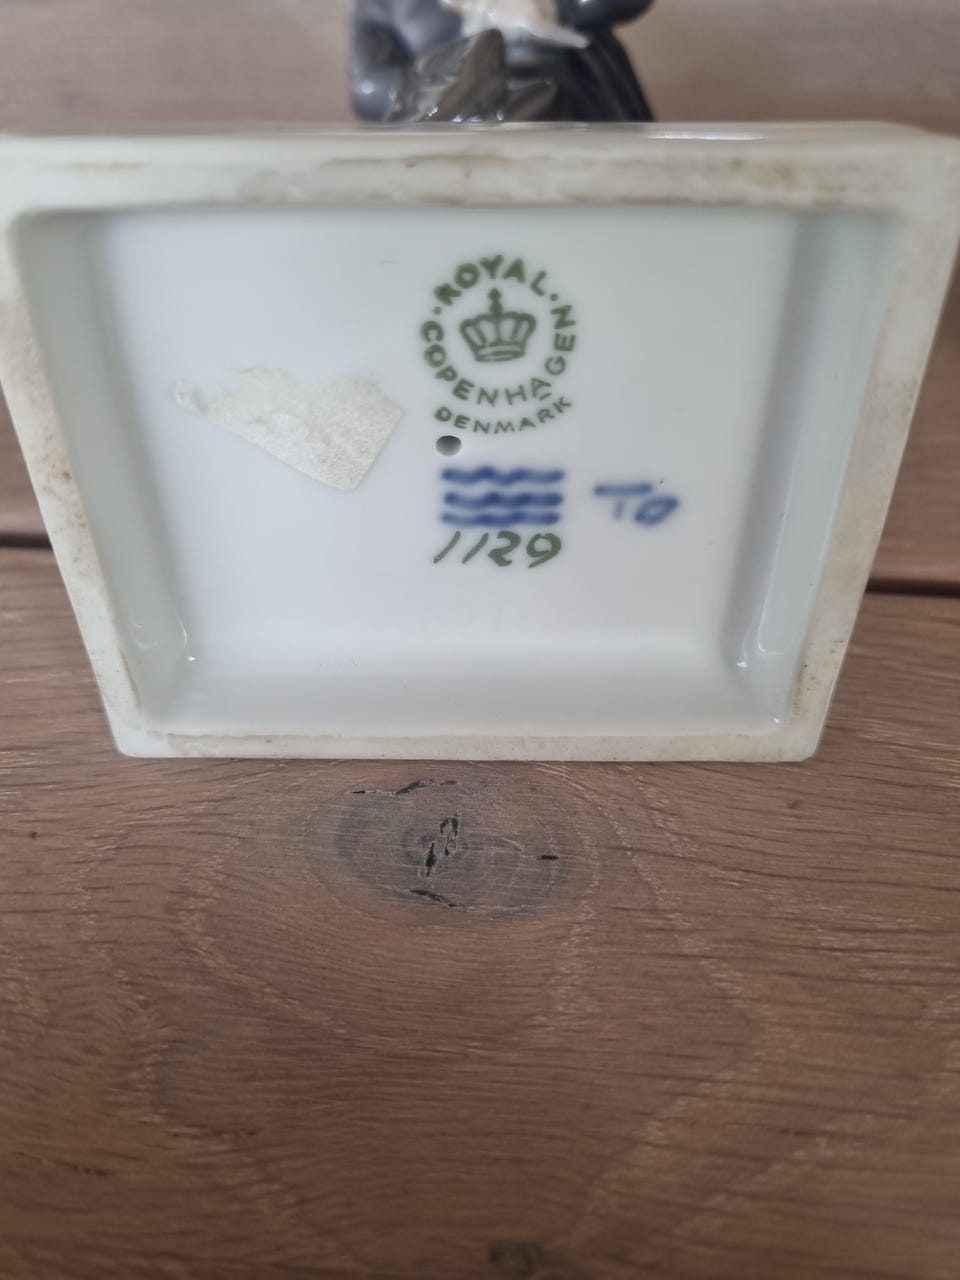 ROYAL
COPENHAGEN
DENMARK
TO
1129